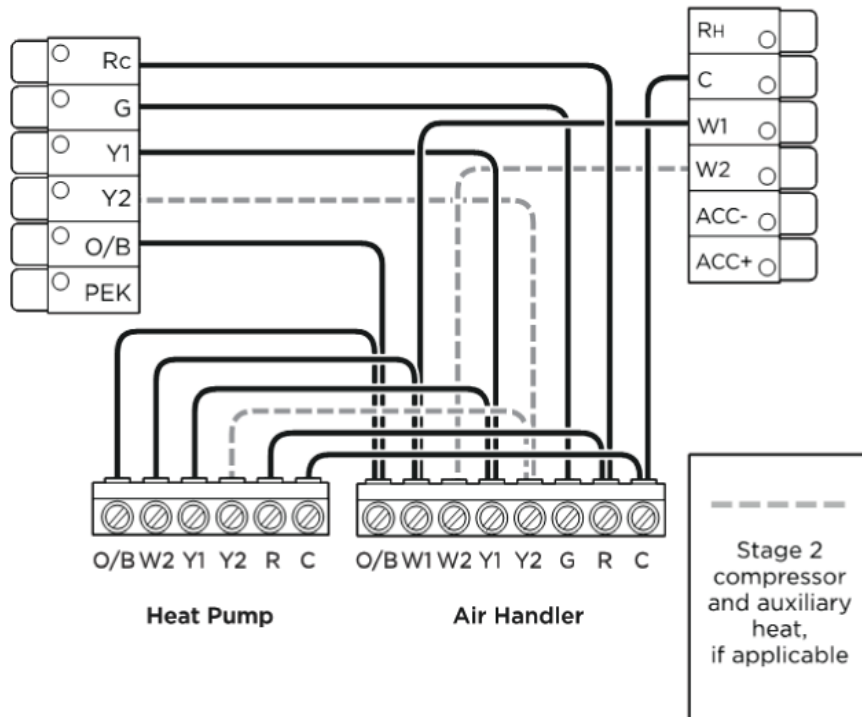 Rc
G
Y1
Y2
O/B
PEK
RH
C
W1
W2
ACC-
ACC+
O/B W2 Y1 Y2 R C
Heat Pump
O/B W1 W2 Y1 Y2 G R C
Air Handler
Stage 2
compressor
and auxiliary
heat,
if applicable